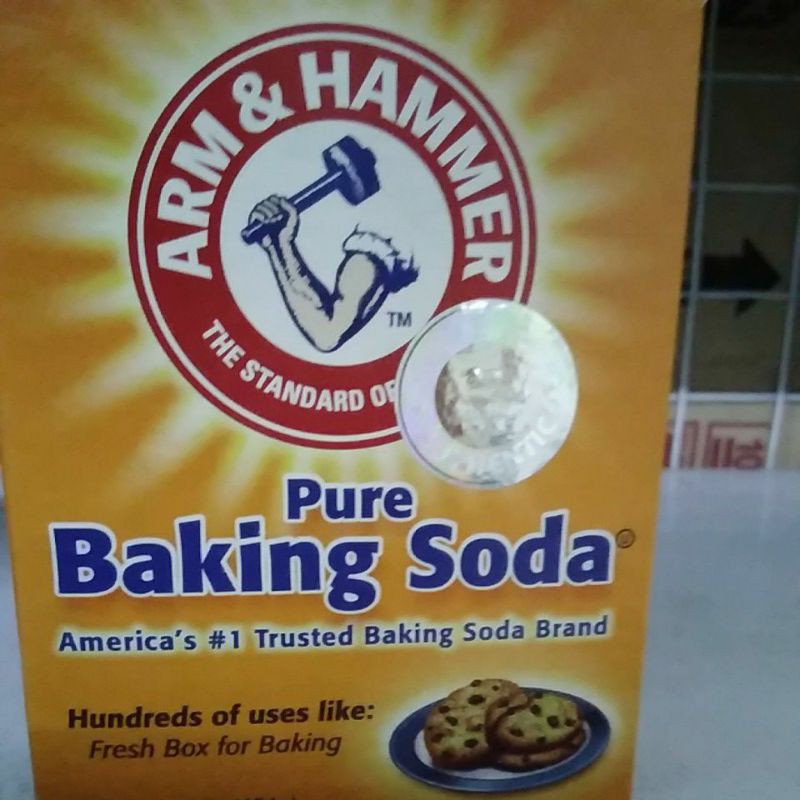 ARM & HAMMER
TM
THE STANDARD OF
Pure
Baking Soda
America's #1 Trusted Baking Soda Brand
Hundreds of uses like:
Fresh Box for Baking